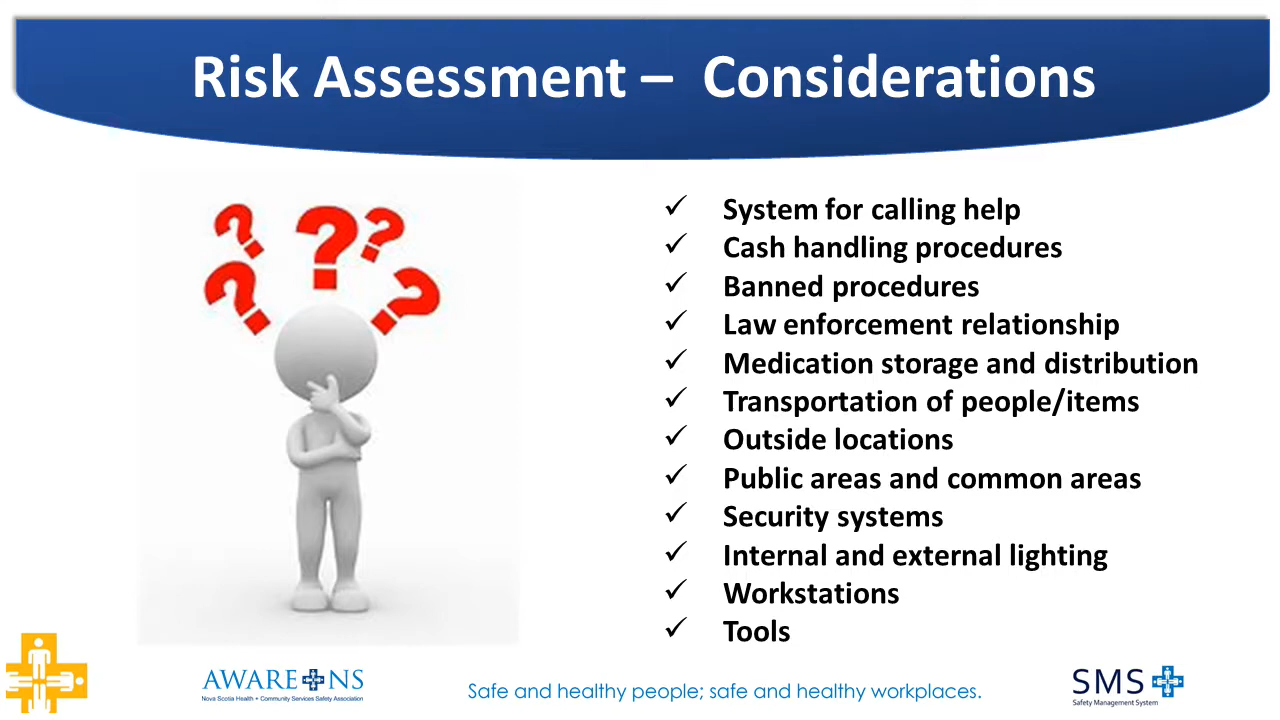 Risk Assessment – Considerations
? ? ? ? ?
✓ System for calling help
✓ Cash handling procedures
✓ Banned procedures
✓ Law enforcement relationship
✓ Medication storage and distribution
✓ Transportation of people/items
✓ Outside locations
✓ Public areas and common areas
✓ Security systems
✓ Internal and external lighting
✓ Workstations
✓ Tools
AWARE NS
Nova Scotia Health + Community Services Safety Association
Safe and healthy people; safe and healthy workplaces.
SMS
Safety Management System